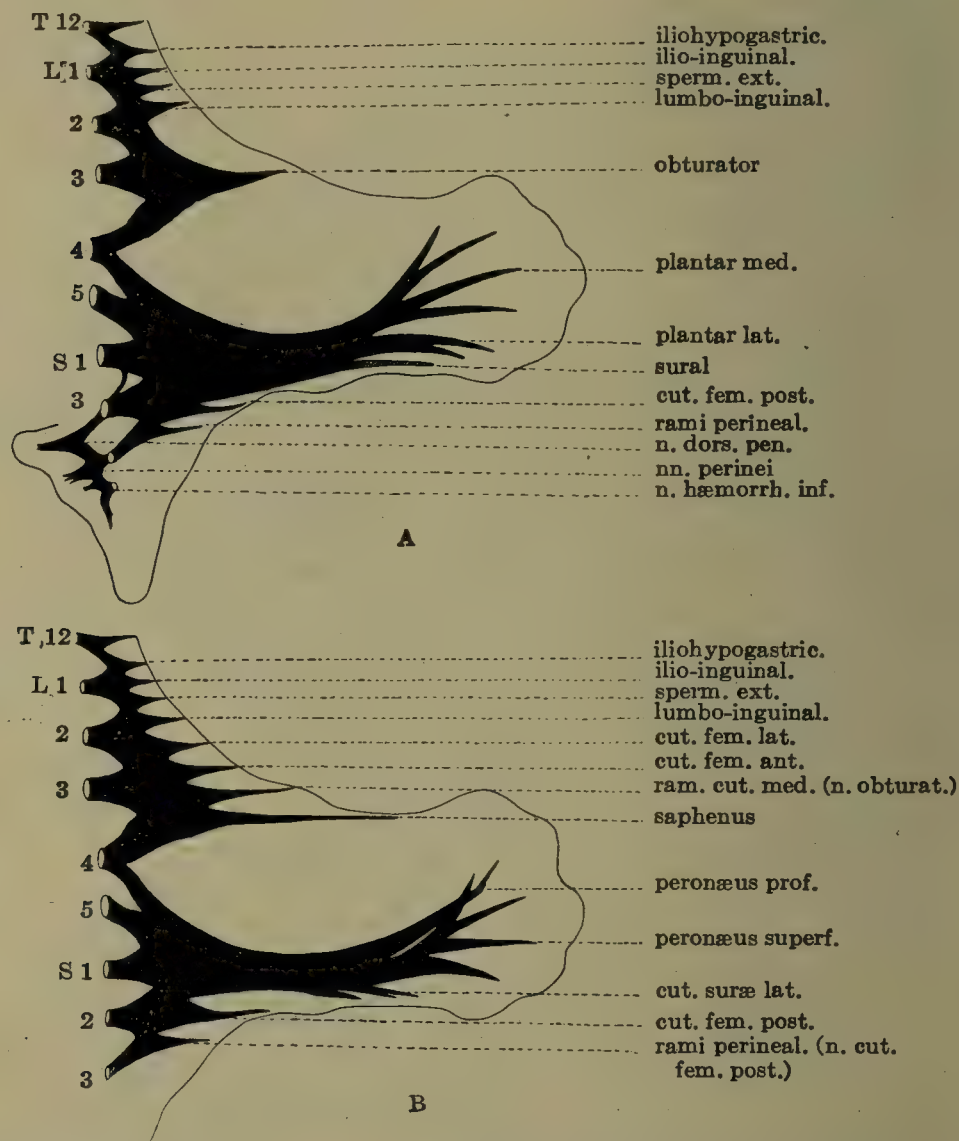 T 12
iliohypogastric.
ilio-inguinal.
L 1
sperm. ext.
lumbo-inguinal.
2
obturator
3
4
plantar med.
5
plantar lat.
S 1
sural
3
cut. fem. post.
rami perineal.
n. dors. pen.
nn. perinei
n. hæmorrh. inf.
A
T 12
iliohypogastric.
ilio-inguinal.
L 1
sperm. ext.
lumbo-inguinal.
2
cut. fem. lat.
cut. fem. ant.
3
ram. cut. med. (n. obturat.)
saphenus
4
peronæus prof.
5
peronæus superf.
S 1
cut. suræ lat.
2
cut. fem. post.
rami perineal. (n. cut.
fem. post.)
3
B